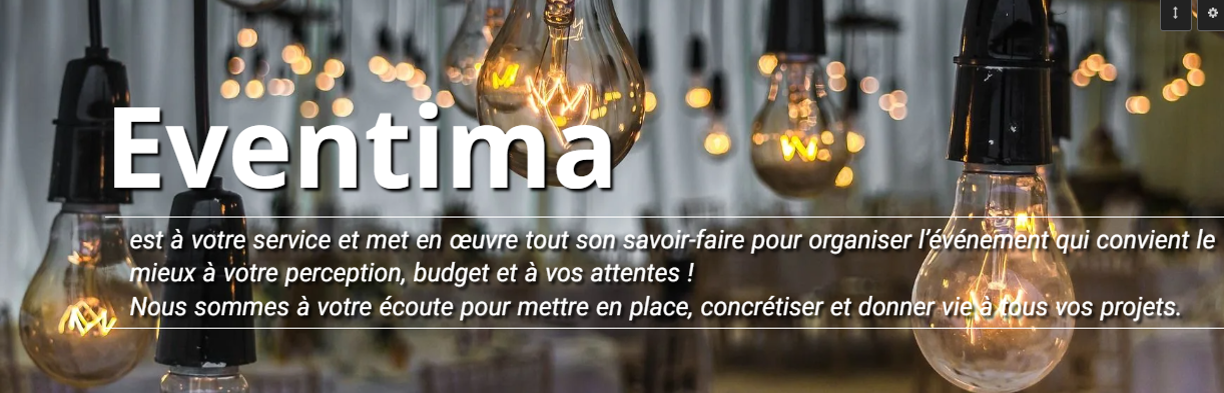 Eventima
est à votre service et met en œuvre tout son savoir-faire pour organiser l’événement qui convient le
mieux à votre perception, budget et à vos attentes !
Nous sommes à votre écoute pour mettre en place, concrétiser et donner vie à tous vos projets.